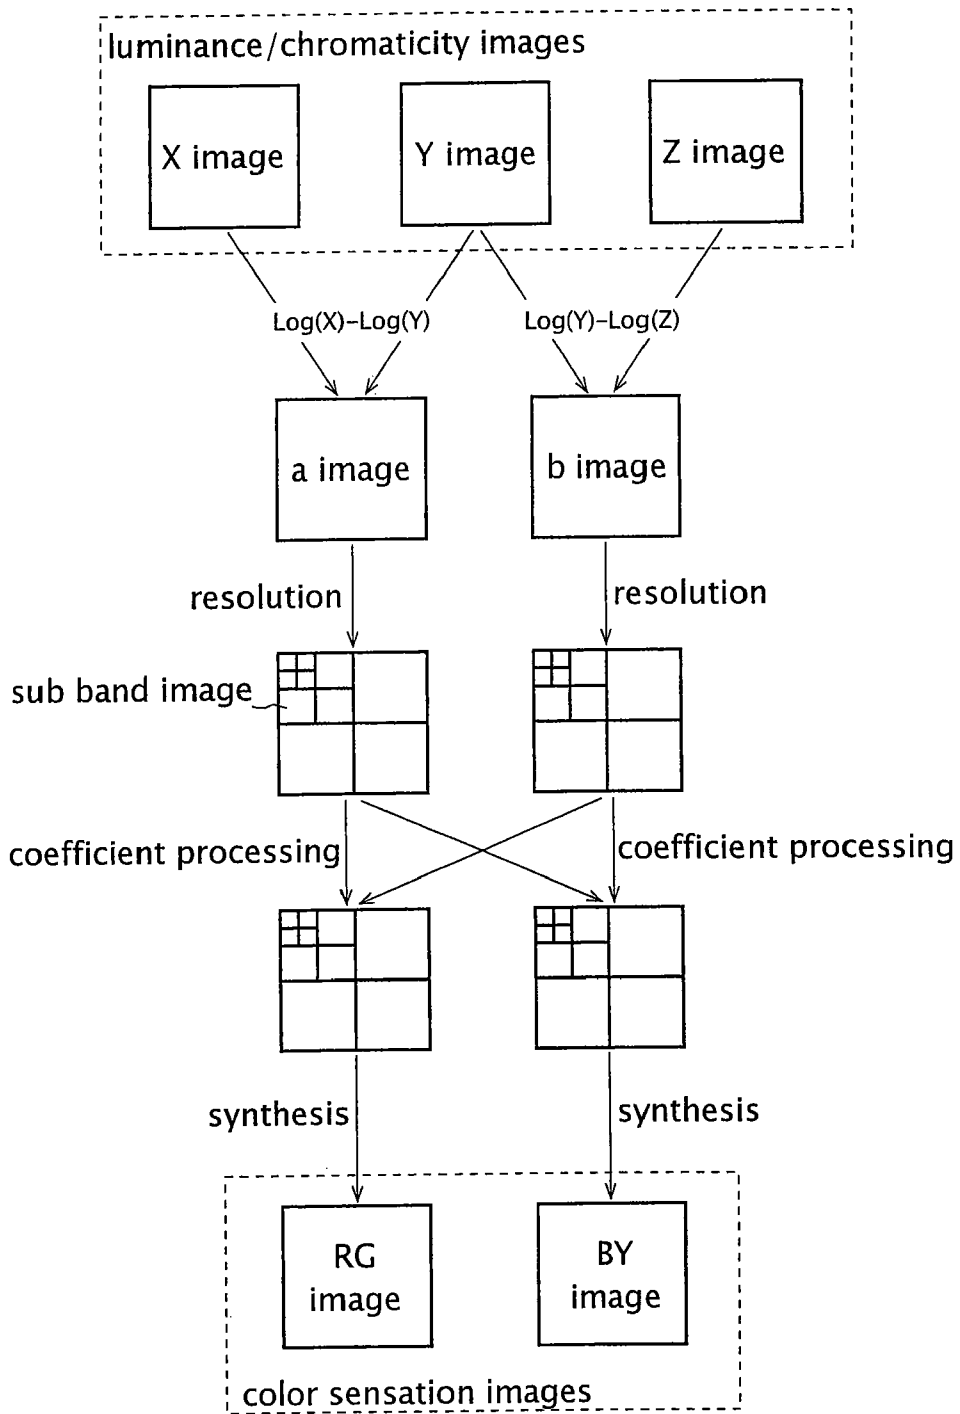 luminance/chromaticity images
X image
Y image
Z image
Log(X)-Log(Y)
Log(Y)-Log(Z)
a image
b image
resolution
resolution
sub band image
coefficient processing
coefficient processing
synthesis
synthesis
RG
image
BY
image
color sensation images